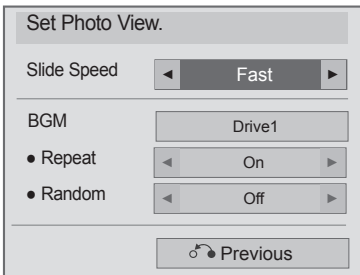 Set Photo View.
Slide Speed ◄ Fast ►
BGM Drive1
● Repeat ◄ On ►
● Random ◄ Off ►
Previous